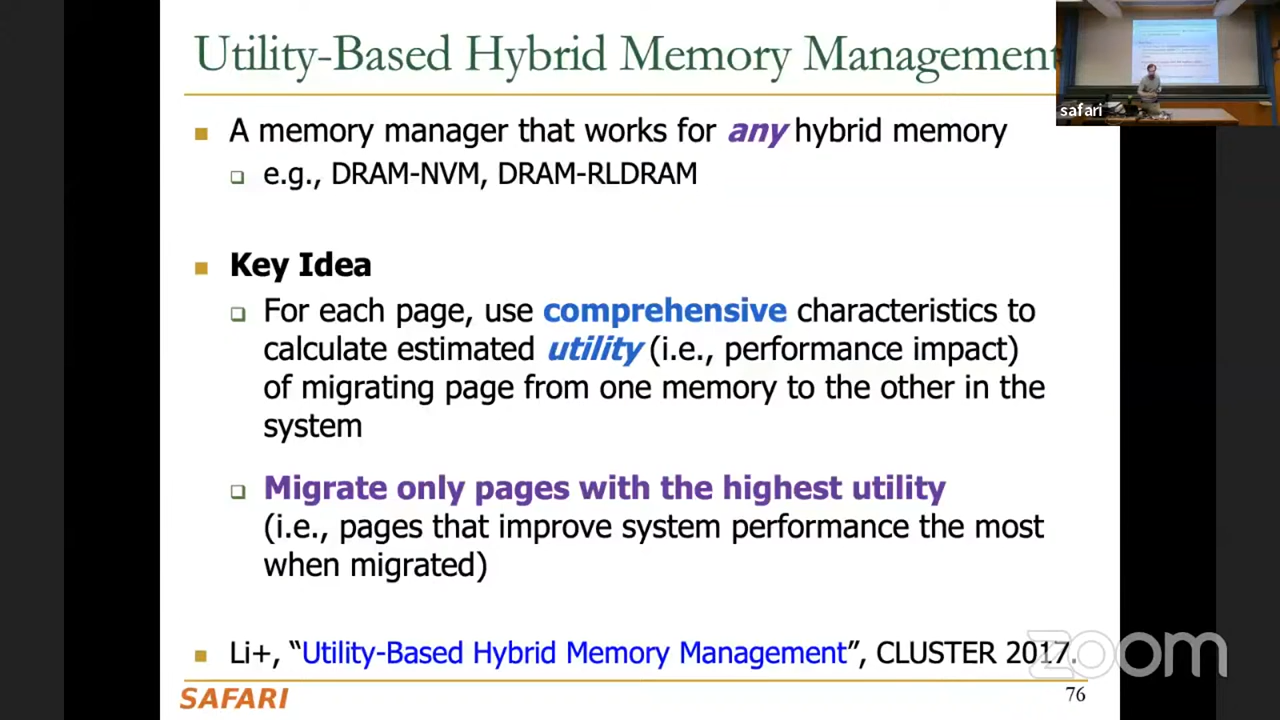 Utility-Based Hybrid Memory Management
safari
A memory manager that works for any hybrid memory
e.g., DRAM-NVM, DRAM-RLDRAM
Key Idea
For each page, use comprehensive characteristics to
calculate estimated utility (i.e., performance impact)
of migrating page from one memory to the other in the
system
Migrate only pages with the highest utility
(i.e., pages that improve system performance the most
when migrated)
Li+, “Utility-Based Hybrid Memory Management”, CLUSTER 2017.
zoom
SAFARI
76